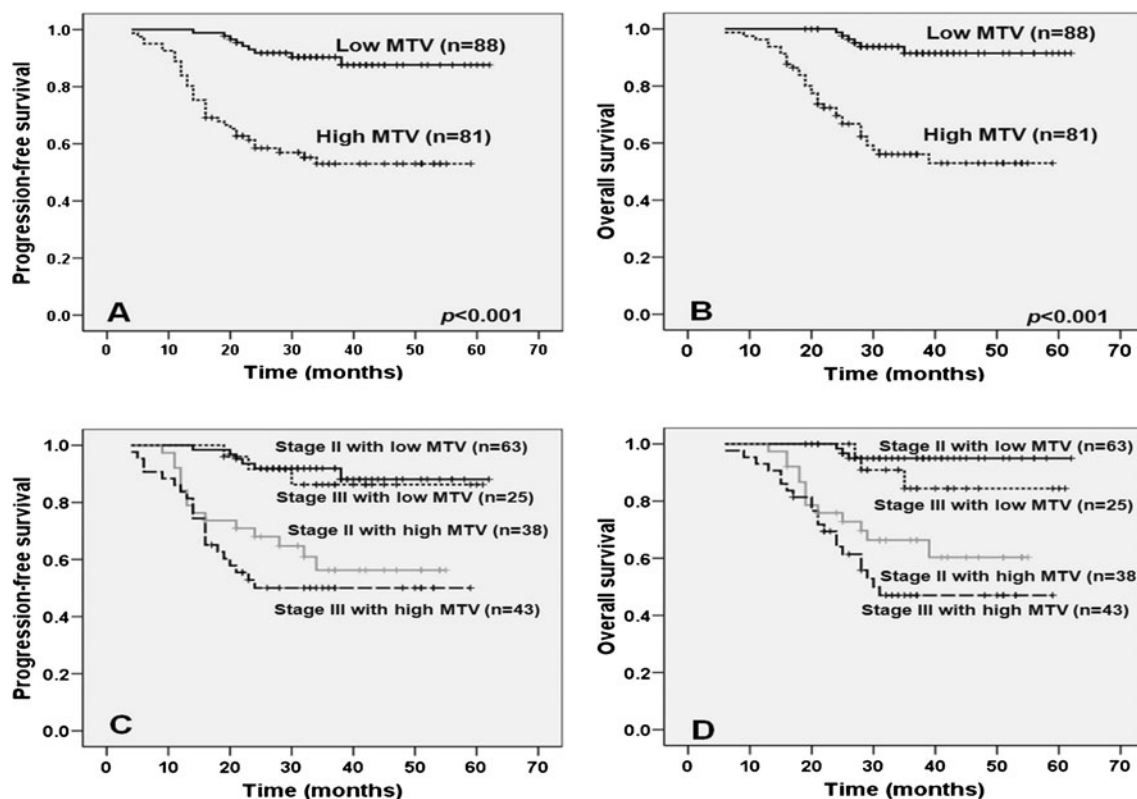 1.0
0.8
0.6
0.4
0.2
0.0
Progression-free survival
Low MTV (n=88)
High MTV (n=81)
A
p<0.001
0 10 20 30 40 50 60 70
Time (months)
1.0
0.8
0.6
0.4
0.2
0.0
Overall survival
Low MTV (n=88)
High MTV (n=81)
B
p<0.001
0 10 20 30 40 50 60 70
Time (months)
1.0
0.8
0.6
0.4
0.2
0.0
Progression-free survival
Stage II with low MTV (n=63)
Stage III with low MTV (n=25)
Stage II with high MTV (n=38)
Stage III with high MTV (n=43)
C
0 10 20 30 40 50 60 70
Time (months)
1.0
0.8
0.6
0.4
0.2
0.0
Overall survival
Stage II with low MTV (n=63)
Stage III with low MTV (n=25)
Stage II with high MTV (n=38
Stage III with high MTV (n=43)
D
0 10 20 30 40 50 60 70
Time (months)